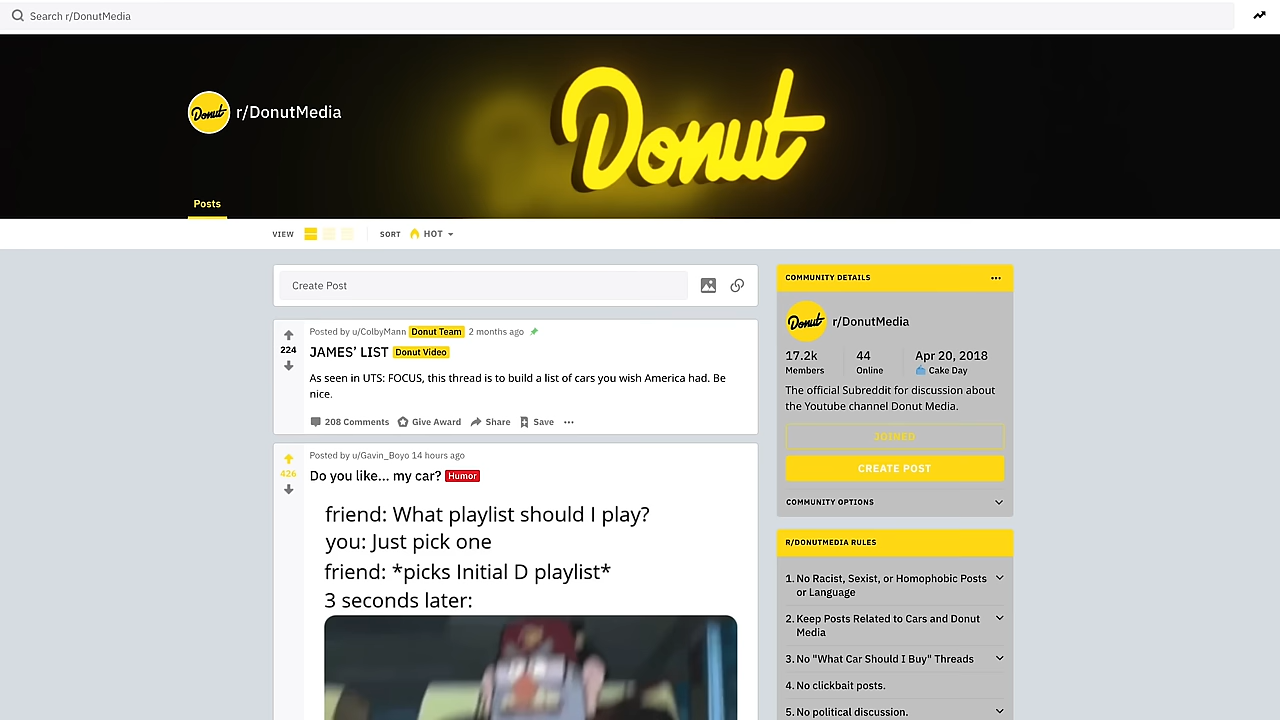 Search r/DonutMedia
Donut
Donut r/DonutMedia
Posts
VIEW SORT HOT
Create Post
Posted by u/ColbyMann Donut Team 2 months ago
224 JAMES' LIST Donut Video
As seen in UTS: FOCUS, this thread is to build a list of cars you wish America had. Be
nice.
208 Comments Give Award Share Save
Posted by u/Gavin_Boyo 14 hours ago
426 Do you like... my car? Humor
friend: What playlist should I play?
you: Just pick one
friend: *picks Initial D playlist*
3 seconds later:
COMMUNITY DETAILS
Donut r/DonutMedia
17.2k 44 Apr 20, 2018
Members Online Cake Day
The official Subreddit for discussion about
the Youtube channel Donut Media.
JOINED
CREATE POST
COMMUNITY OPTIONS
R/DONUTMEDIA RULES
1. No Racist, Sexist, or Homophobic Posts
or Language
2. Keep Posts Related to Cars and Donut
Media
3. No "What Car Should I Buy" Threads
4. No clickbait posts.
5. No political discussion.